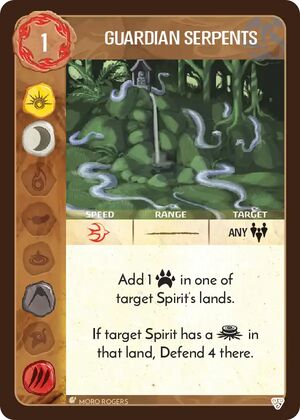 1
GUARDIAN SERPENTS
SPEED RANGE TARGET
ANY
Add 1 in one of
target Spirit's lands.
If target Spirit has a in
that land, Defend 4 there.
MORO ROGERS